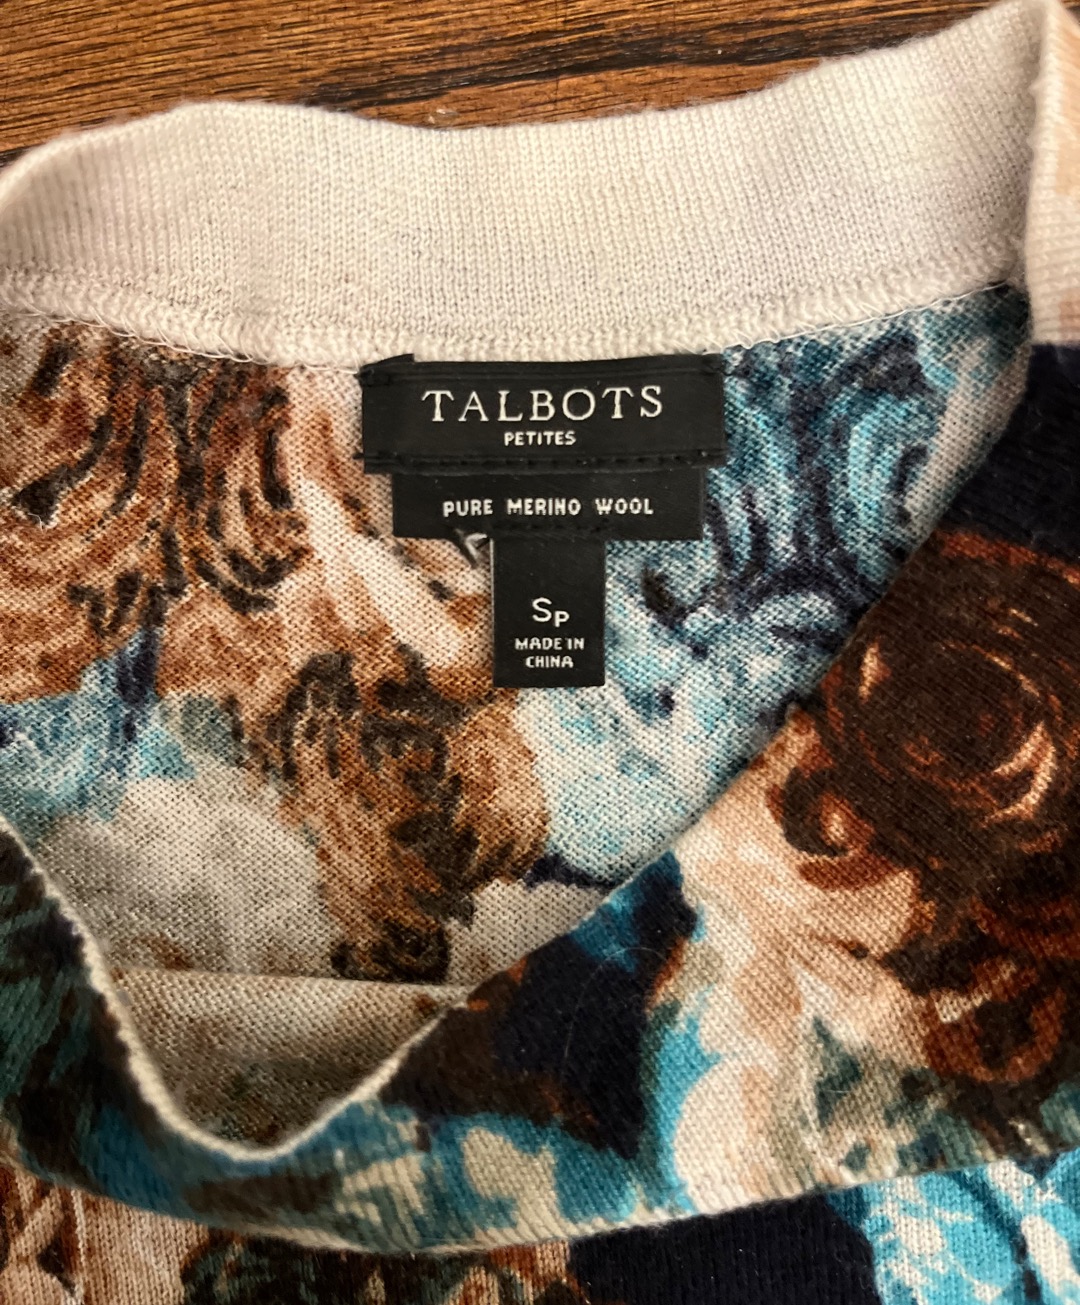 TALBOTS
PETITES
PURE MERINO WOOL
SP
MADE IN
CHINA